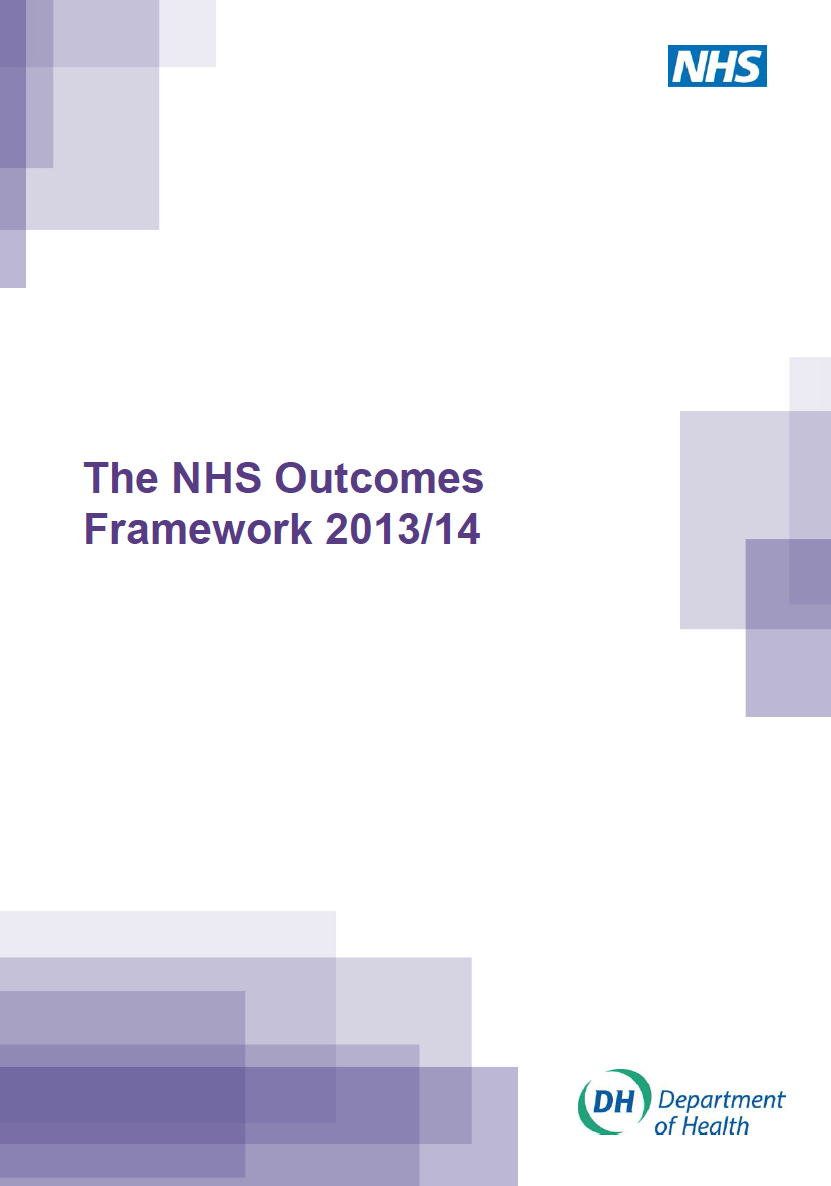 NHS
The NHS Outcomes
Framework 2013/14
DH Department
of Health